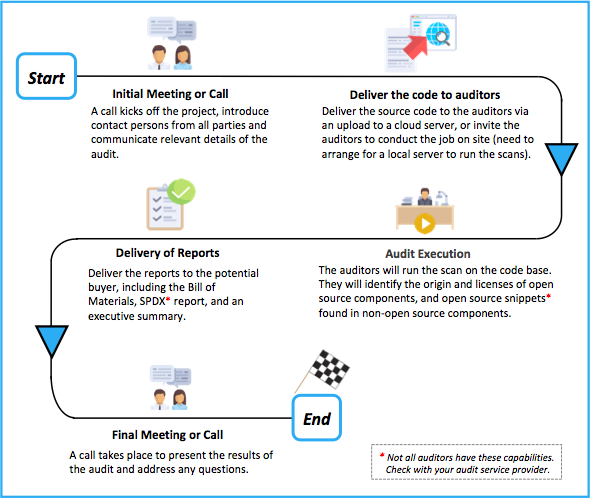 Start
Initial Meeting or Call
A call kicks off the project, introduce
contact persons from all parties and
communicate relevant details of the
audit.
Deliver the code to auditors
Deliver the source code to the auditors via
an upload to a cloud server, or invite the
auditors to conduct the job on site (need to
arrange for a local server to run the scans).
Audit Execution
The auditors will run the scan on the code base.
They will identify the origin and licenses of open
source components, and open source snippets*
found in non-open source components.
Delivery of Reports
Deliver the reports to the potential
buyer, including the Bill of
Materials, SPDX* report, and an
executive summary.
Final Meeting or Call
A call takes place to present the results of
the audit and address any questions.
End
* Not all auditors have these capabilities.
Check with your audit service provider.